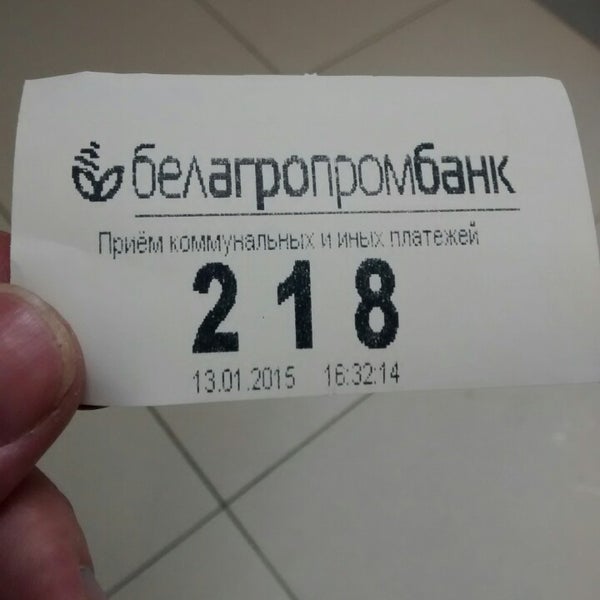 белагропромбанк
Приём коммунальных и иных платежей
218
13.01.2015 16:32:14